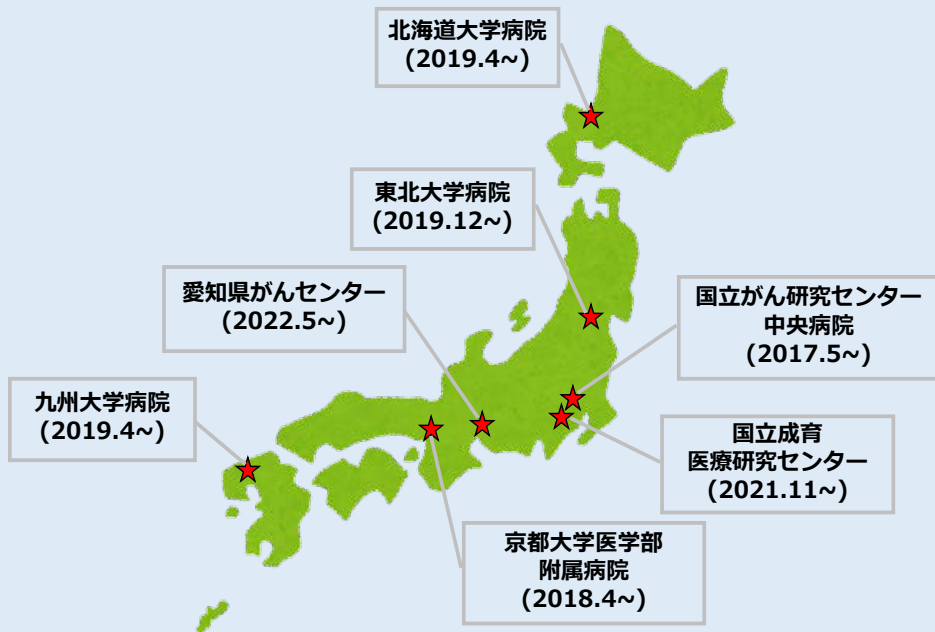 北海道大学病院
(2019.4~)
東北大学病院
(2019.12~)
愛知県がんセンター
(2022.5~)
国立がん研究センター
中央病院
(2017.5~)
九州大学病院
(2019.4~)
国立成育
医療研究センター
(2021.11~)
京都大学医学部
附属病院
(2018.4~)